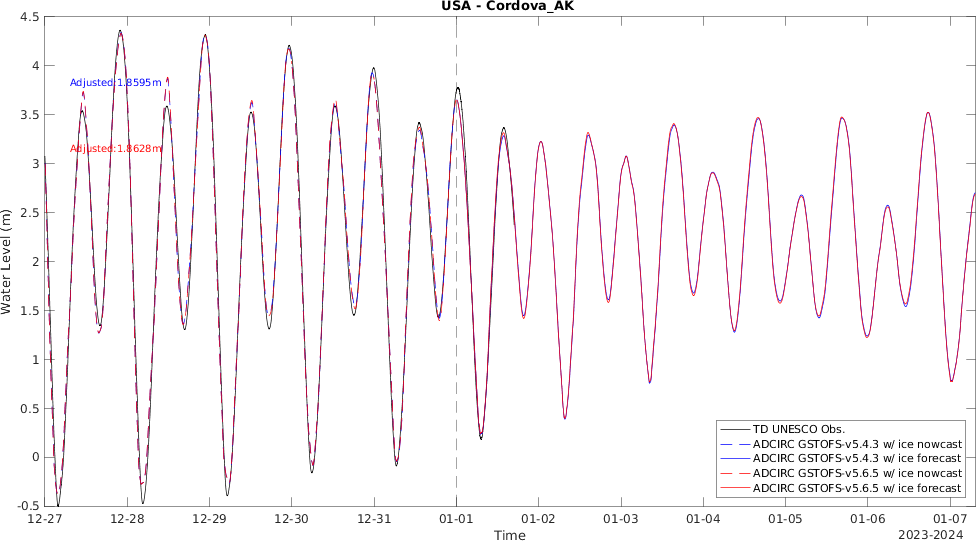 USA - Cordova_AK
4.5
4
3.5
3
2.5
2
1.5
1
0.5
0
-0.5
Water Level (m)
Adjusted:1.8595m
Adjusted:1.8628m
TD UNESCO Obs.
ADCIRC GSTOFS-v5.4.3 w/ ice nowcast
ADCIRC GSTOFS-v5.4.3 w/ ice forecast
ADCIRC GSTOFS-v5.6.5 w/ ice nowcast
ADCIRC GSTOFS-v5.6.5 w/ ice forecast
12-27 12-28 12-29 12-30 12-31 01-01 01-02 01-03 01-04 01-05 01-06 01-07
Time
2023-2024